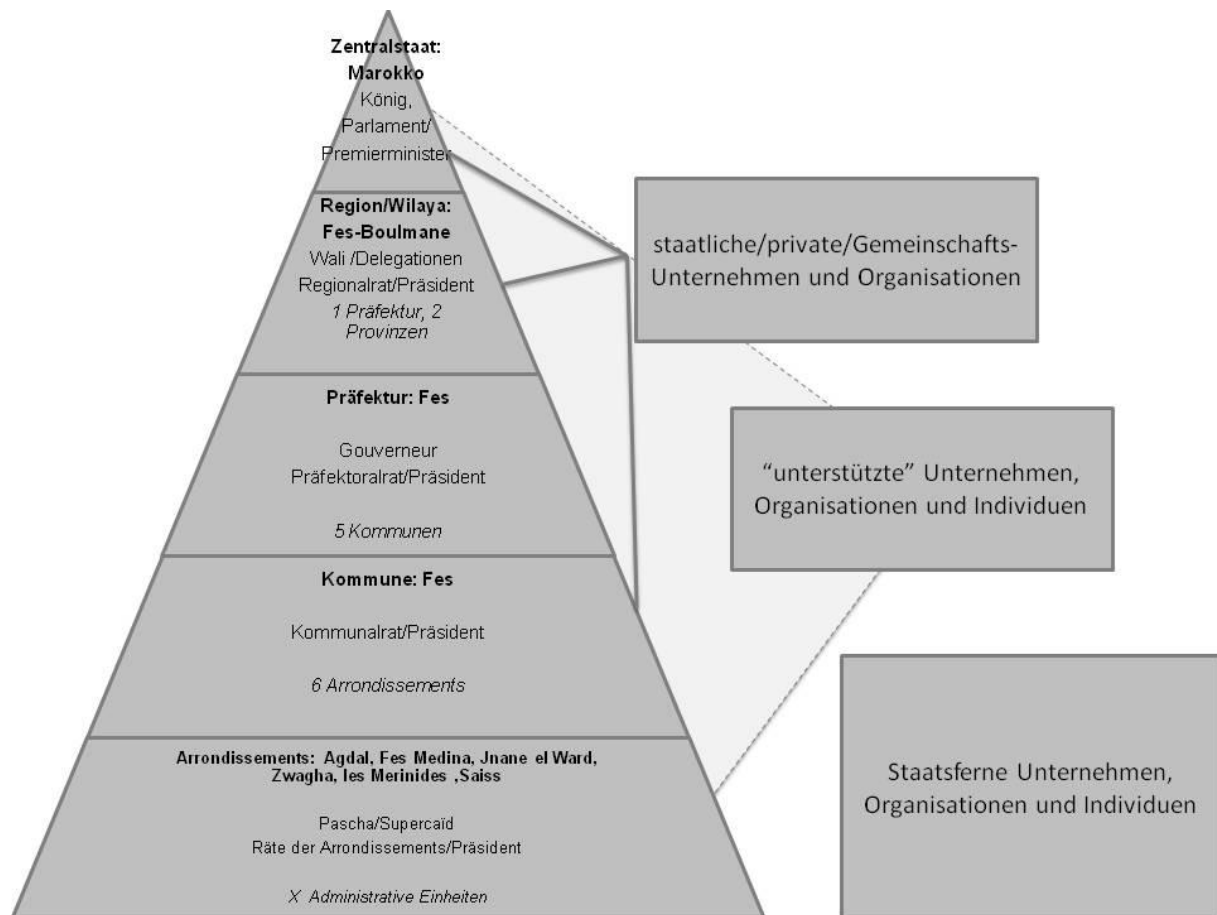 Zentralstaat:
Marokko
König,
Parlament/
Premierminister
Region/Wilaya:
Fes-Boulmane
Wali /Delegationen
Regionalrat/Präsident
1 Präfektur, 2
Provinzen
Präfektur: Fes
Gouverneur
Präfektoralrat/Präsident
5 Kommunen
Kommune: Fes
Kommunalrat/Präsident
6 Arrondissements
Arrondissements: Agdal, Fes Medina, Jnane el Ward,
Zwagha, les Merinides ,Saiss
Pascha/Supercaïd
Räte der Arrondissements/Präsident
X Administrative Einheiten
staatliche/private/Gemeinschafts-
Unternehmen und Organisationen
“unterstützte” Unternehmen,
Organisationen und Individuen
Staatsferne Unternehmen,
Organisationen und Individuen